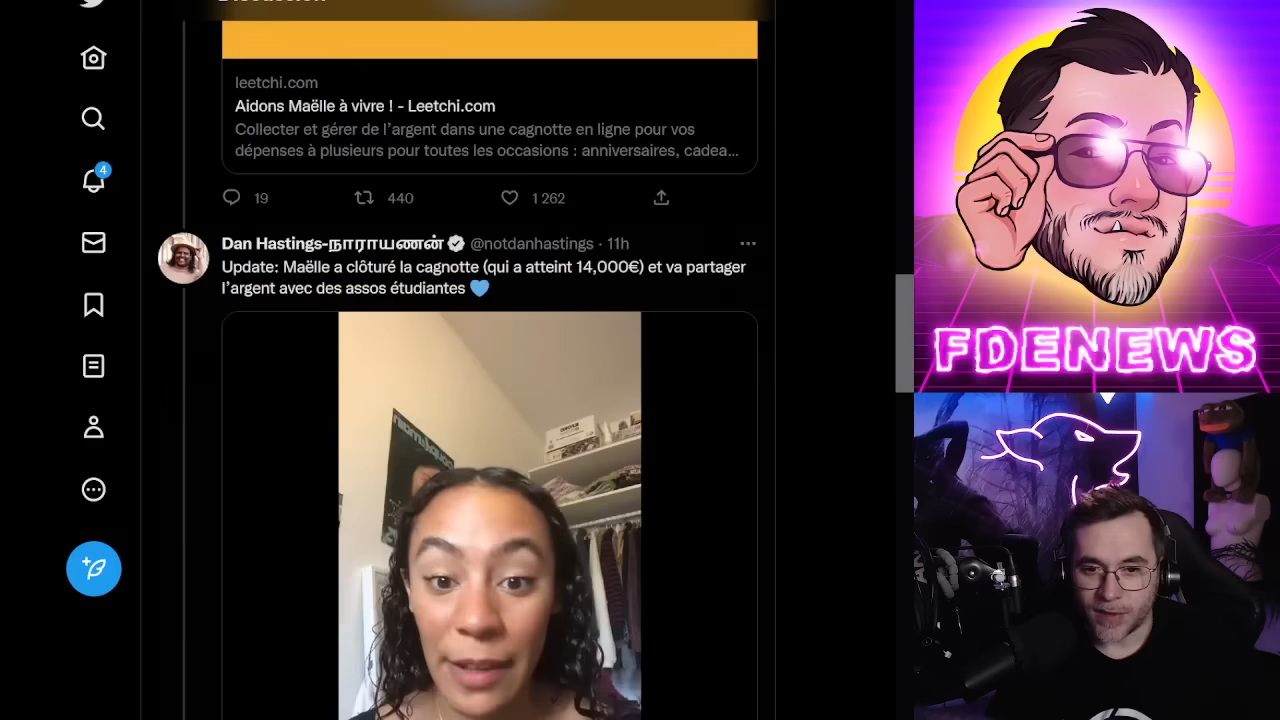 leetchi.com
Aidons Maëlle à vivre ! - Leetchi.com
Collecter et gérer de l'argent dans une cagnotte en ligne pour vos
dépenses à plusieurs pour toutes les occasions : anniversaires, cadea...
19 440 1 262
4
Dan Hastings-நாராயணன் @notdanhastings · 11h
Update: Maëlle a clôturé la cagnotte (qui a atteint 14,000€) et va partager
l'argent avec des assos étudiantes
FDENEWS